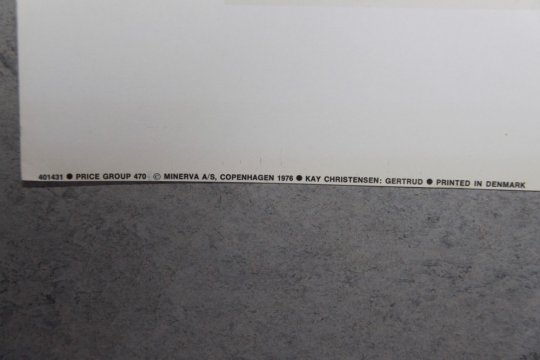 401431 ● PRICE GROUP 470 © MINERVA A/S, COPENHAGEN 1976 ● KAY CHRISTENSEN: GERTRUD ● PRINTED IN DENMARK